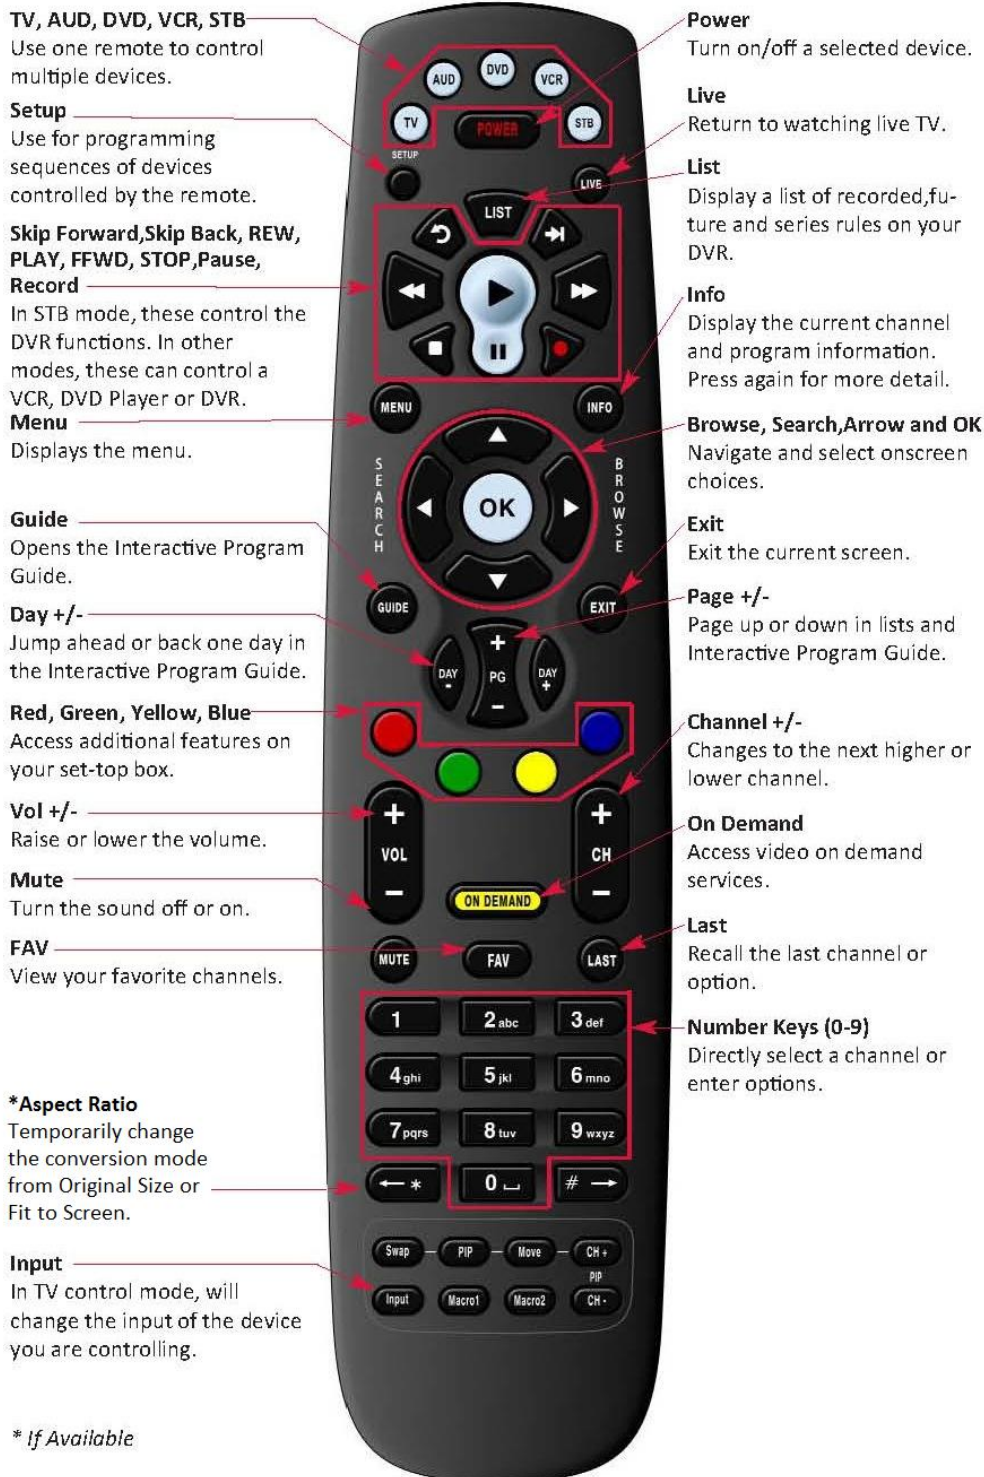 TV, AUD, DVD, VCR, STB
Use one remote to control
multiple devices.
Setup
Use for programming
sequences of devices
controlled by the remote.
Skip Forward,Skip Back, REW,
PLAY, FFWD, STOP,Pause,
Record
In STB mode, these control the
DVR functions. In other
modes, these can control a
VCR, DVD Player or DVR.
Menu
Displays the menu.
Guide
Opens the Interactive Program
Guide.
Day +/-
Jump ahead or back one day in
the Interactive Program Guide.
Red, Green, Yellow, Blue
Access additional features on
your set-top box.
Vol +/-
Raise or lower the volume.
Mute
Turn the sound off or on.
FAV
View your favorite channels.
*Aspect Ratio
Temporarily change
the conversion mode
from Original Size or
Fit to Screen.
Input
In TV control mode, will
change the input of the device
you are controlling.
* If Available
AUD
DVD
VCR
TV
POWER
STB
SETUP
LIVE
LIST
MENU
INFO
SEARCH
OK
BROWSE
GUIDE
EXIT
DAY
-
+
PG
-
DAY
+
+
VOL
-
+
CH
-
ON DEMAND
MUTE
FAV
LAST
1
2 abc
3 def
4 ghi
5 jkl
6 mno
7 pqrs
8 tuv
9 wxyz
← *
0 ⎵
# →
Swap
PIP
Move
CH +
PIP
Input
Macro1
Macro2
CH -
Power
Turn on/off a selected device.
Live
Return to watching live TV.
List
Display a list of recorded,fu-
ture and series rules on your
DVR.
Info
Display the current channel
and program information.
Press again for more detail.
Browse, Search,Arrow and OK
Navigate and select onscreen
choices.
Exit
Exit the current screen.
Page +/-
Page up or down in lists and
Interactive Program Guide.
Channel +/-
Changes to the next higher or
lower channel.
On Demand
Access video on demand
services.
Last
Recall the last channel or
option.
Number Keys (0-9)
Directly select a channel or
enter options.